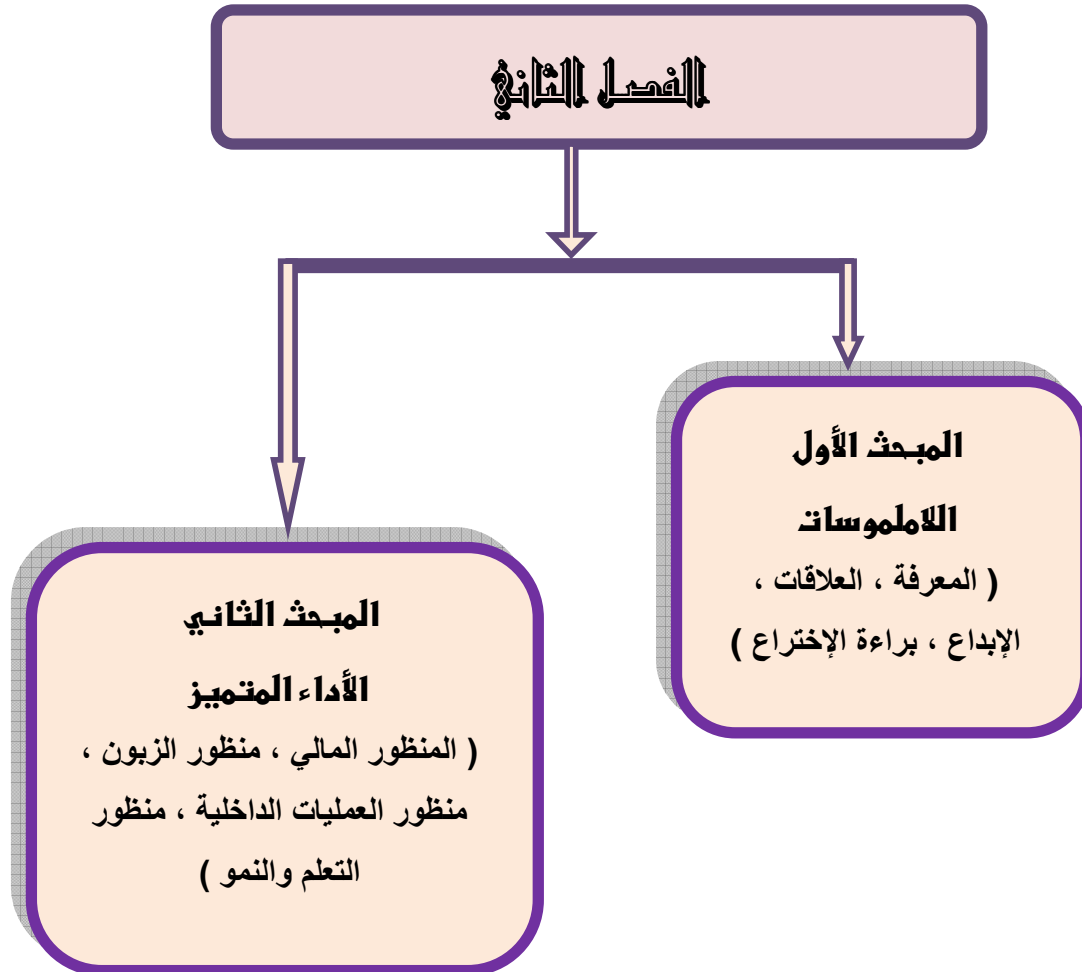 الفصل الثاني
المبحث الأول
اللاملموسات
( المعرفة ، العلاقات ،
الإبداع ، براءة الإختراع )
المبحث الثاني
الأداء المتميز
( المنظور المالي ، منظور الزبون ،
منظور العمليات الداخلية ، منظور
التعلم والنمو )